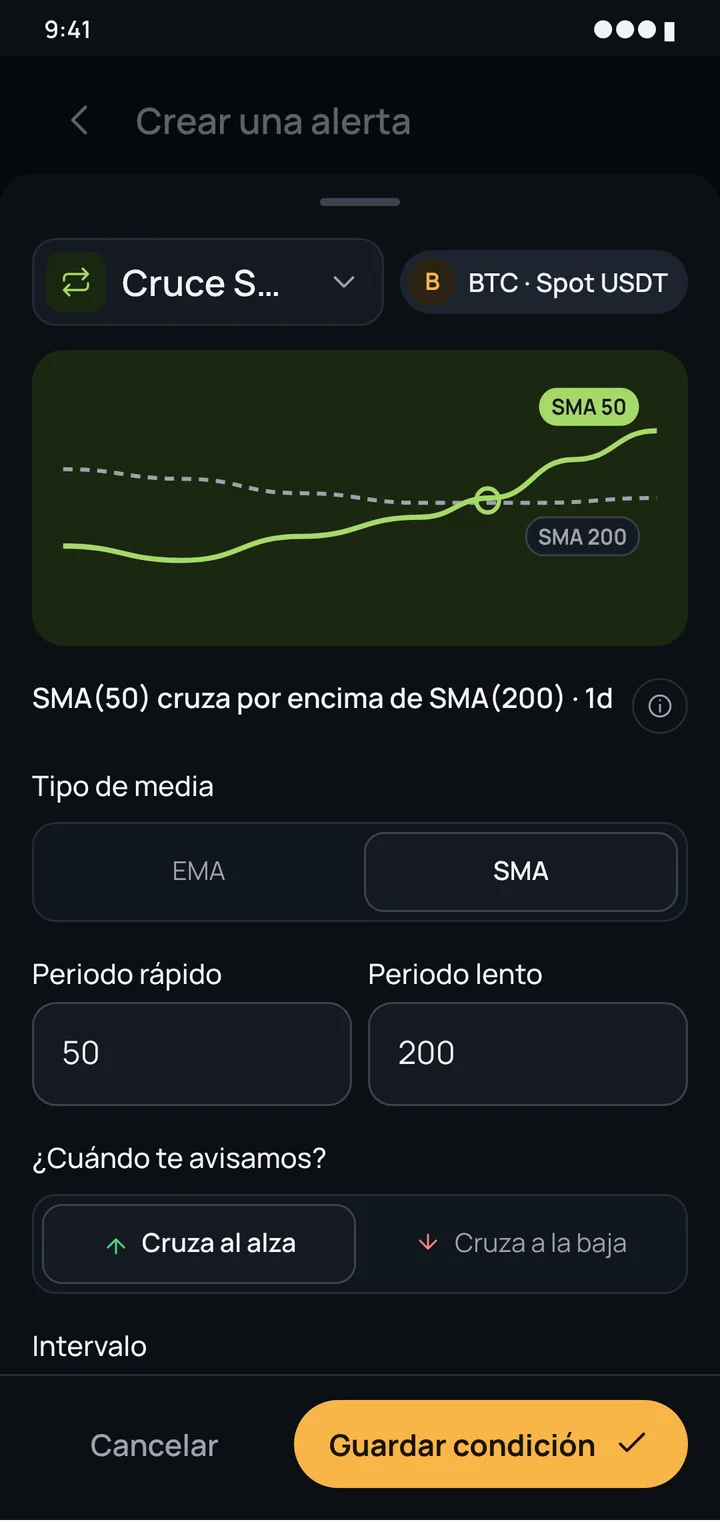 9:41
Crear una alerta
Cruce S...
B BTC · Spot USDT
SMA 50
SMA 200
SMA(50) cruza por encima de SMA(200) · 1d
Tipo de media
EMA SMA
Periodo rápido Periodo lento
50 200
¿Cuándo te avisamos?
Cruza al alza Cruza a la baja
Intervalo
Cancelar Guardar condición